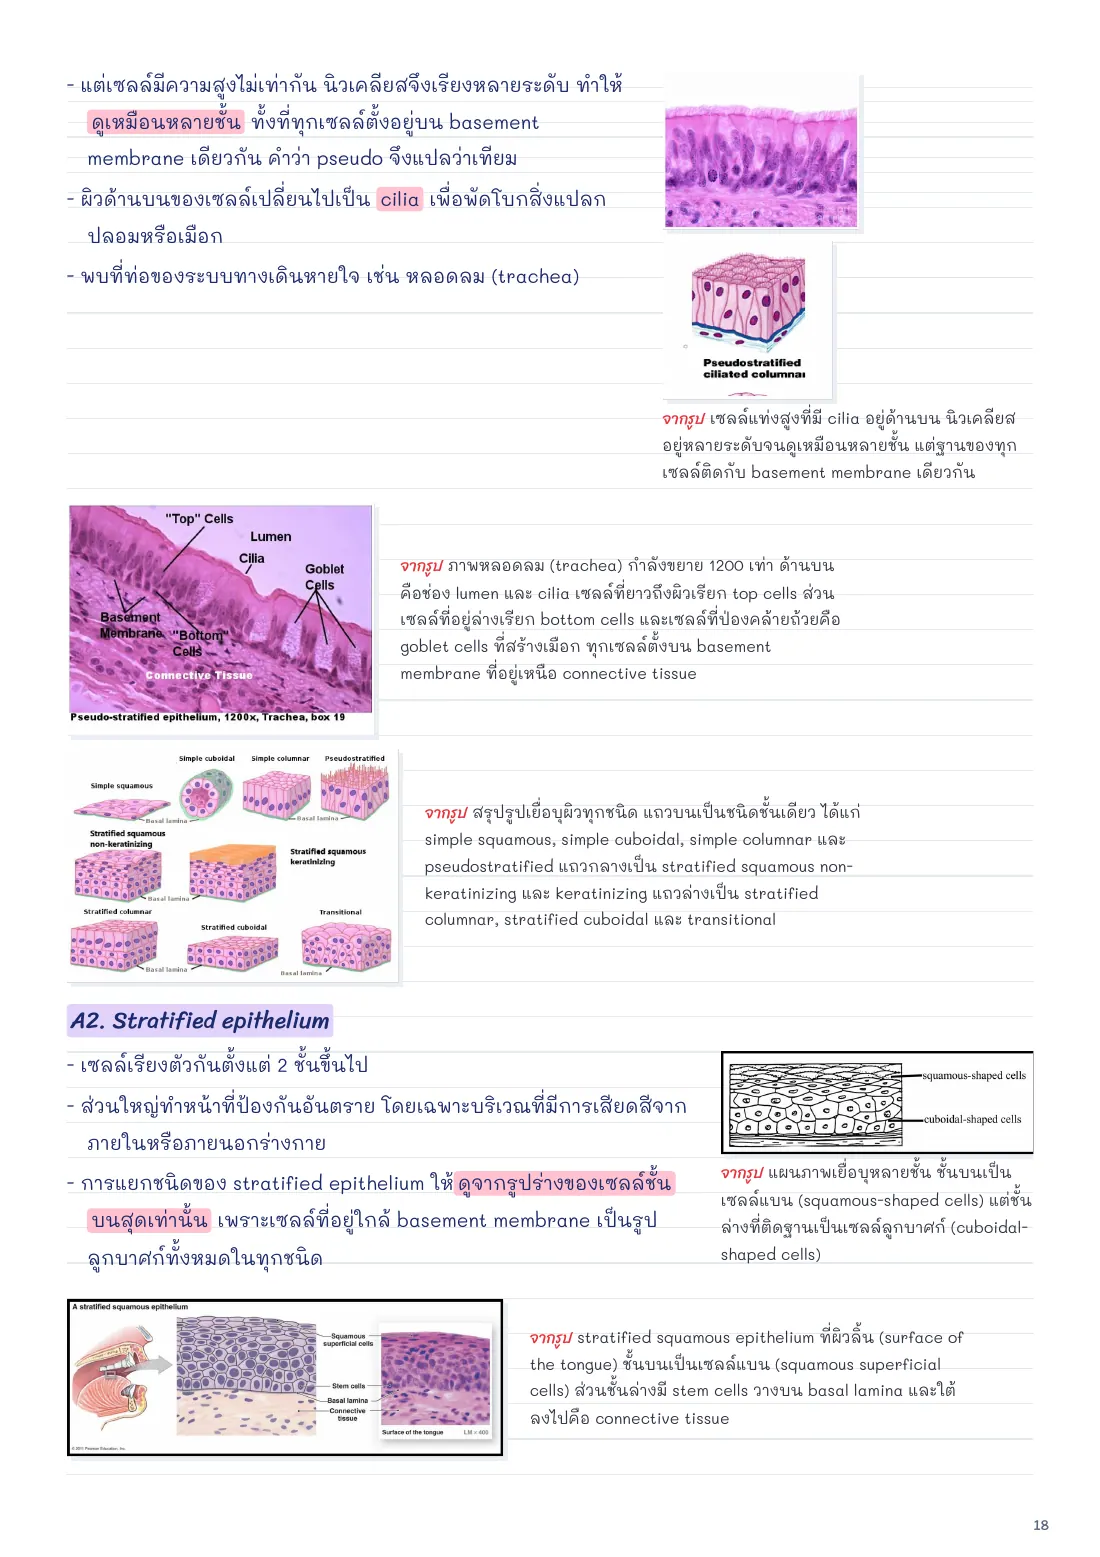 - แต่เซลล์มีความสูงไม่เท่ากัน นิวเคลียสจึงเรียงหลายระดับ ทำให้
ดูเหมือนหลายชั้น ทั้งที่ทุกเซลล์ตั้งอยู่บน basement
membrane เดียวกัน คำว่า pseudo จึงแปลว่าเทียม
- ผิวด้านบนของเซลล์เปลี่ยนไปเป็น cilia เพื่อพัดโบกสิ่งแปลก
ปลอมหรือเมือก
- พบที่ท่อของระบบทางเดินหายใจ เช่น หลอดลม (trachea)
Pseudostratified
ciliated columnar
จากรูป เซลล์แท่งสูงที่มี cilia อยู่ด้านบน นิวเคลียส
อยู่หลายระดับจนดูเหมือนหลายชั้น แต่ฐานของทุก
เซลล์ติดกับ basement membrane เดียวกัน
"Top" Cells
Lumen
Cilia
Goblet
Cells
Basement
Membrane
"Bottom"
Cells
Connective Tissue
Pseudo-stratified epithelium, 1200x, Trachea, box 19
จากรูป ภาพหลอดลม (trachea) กำลังขยาย 1200 เท่า ด้านบน
คือช่อง lumen และ cilia เซลล์ที่ยาวถึงผิวเรียก top cells ส่วน
เซลล์ที่อยู่ล่างเรียก bottom cells และเซลล์ที่ป่องคล้ายถ้วยคือ
goblet cells ที่สร้างเมือก ทุกเซลล์ตั้งบน basement
membrane ที่อยู่เหนือ connective tissue
Simple cuboidal
Simple columnar
Pseudostratified
Simple squamous
Basal lamina
Basal lamina
Stratified squamous
non-keratinizing
Stratified squamous
keratinizing
Basal lamina
Stratified columnar
Stratified cuboidal
Transitional
Basal lamina
Basal lamina
จากรูป สรุปรูปเยื่อบุผิวทุกชนิด แถวบนเป็นชนิดชั้นเดียว ได้แก่
simple squamous, simple cuboidal, simple columnar และ
pseudostratified แถวกลางเป็น stratified squamous non-
keratinizing และ keratinizing แถวล่างเป็น stratified
columnar, stratified cuboidal และ transitional
A2. Stratified epithelium
- เซลล์เรียงตัวกันตั้งแต่ 2 ชั้นขึ้นไป
- ส่วนใหญ่ทำหน้าที่ป้องกันอันตราย โดยเฉพาะบริเวณที่มีการเสียดสีจาก
ภายในหรือภายนอกร่างกาย
- การแยกชนิดของ stratified epithelium ให้ดูจากรูปร่างของเซลล์ชั้น
บนสุดเท่านั้น เพราะเซลล์ที่อยู่ใกล้ basement membrane เป็นรูป
ลูกบาศก์ทั้งหมดในทุกชนิด
squamous-shaped cells
cuboidal-shaped cells
จากรูป แผนภาพเยื่อบุหลายชั้น ชั้นบนเป็น
เซลล์แบน (squamous-shaped cells) แต่ชั้น
ล่างที่ติดฐานเป็นเซลล์ลูกบาศก์ (cuboidal-
shaped cells)
A stratified squamous epithelium
Squamous
superficial cells
Stem cells
Basal lamina
Connective
tissue
Surface of the tongue
LM × 400
© 2011 Pearson Education, Inc.
จากรูป stratified squamous epithelium ที่ผิวลิ้น (surface of
the tongue) ชั้นบนเป็นเซลล์แบน (squamous superficial
cells) ส่วนชั้นล่างมี stem cells วางบน basal lamina และใต้
ลงไปคือ connective tissue
18